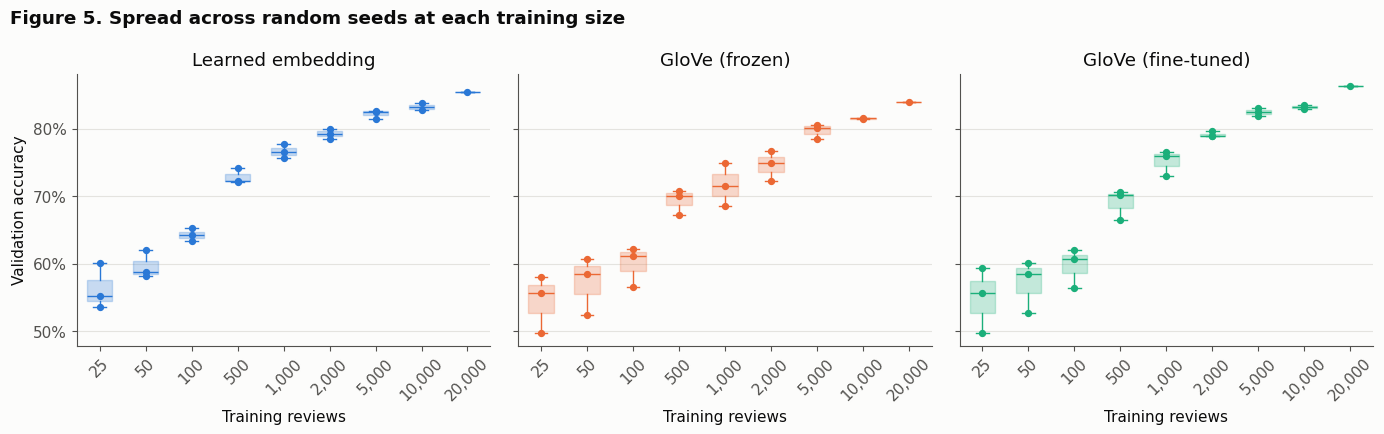 Figure 5. Spread across random seeds at each training size
Learned embedding
GloVe (frozen)
GloVe (fine-tuned)
Validation accuracy
80%
70%
60%
50%
25 50 100 500 1,000 2,000 5,000 10,000 20,000
25 50 100 500 1,000 2,000 5,000 10,000 20,000
25 50 100 500 1,000 2,000 5,000 10,000 20,000
Training reviews
Training reviews
Training reviews